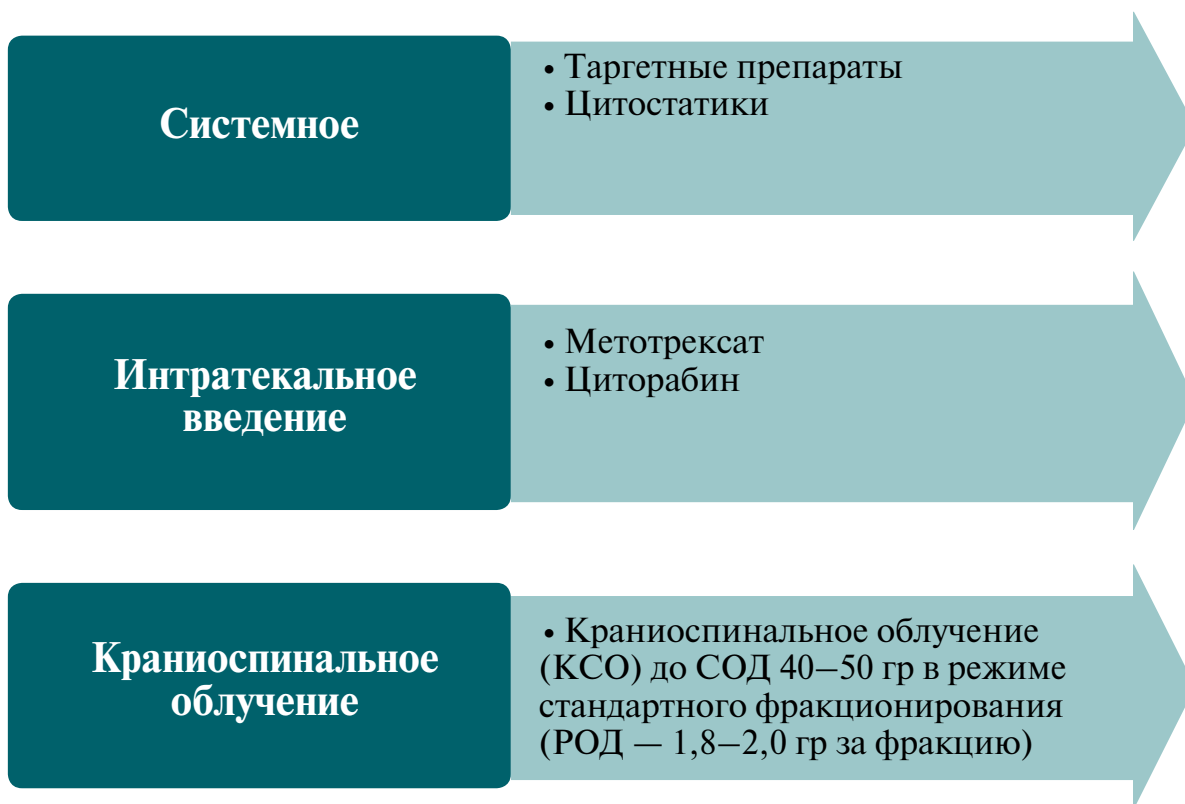 Системное
• Таргетные препараты
• Цитостатики
Интратекальное
введение
• Метотрексат
• Циторабин
Краниоспинальное
облучение
• Краниоспинальное облучение
(КСО) до СОД 40–50 гр в режиме
стандартного фракционирования
(РОД — 1,8–2,0 гр за фракцию)